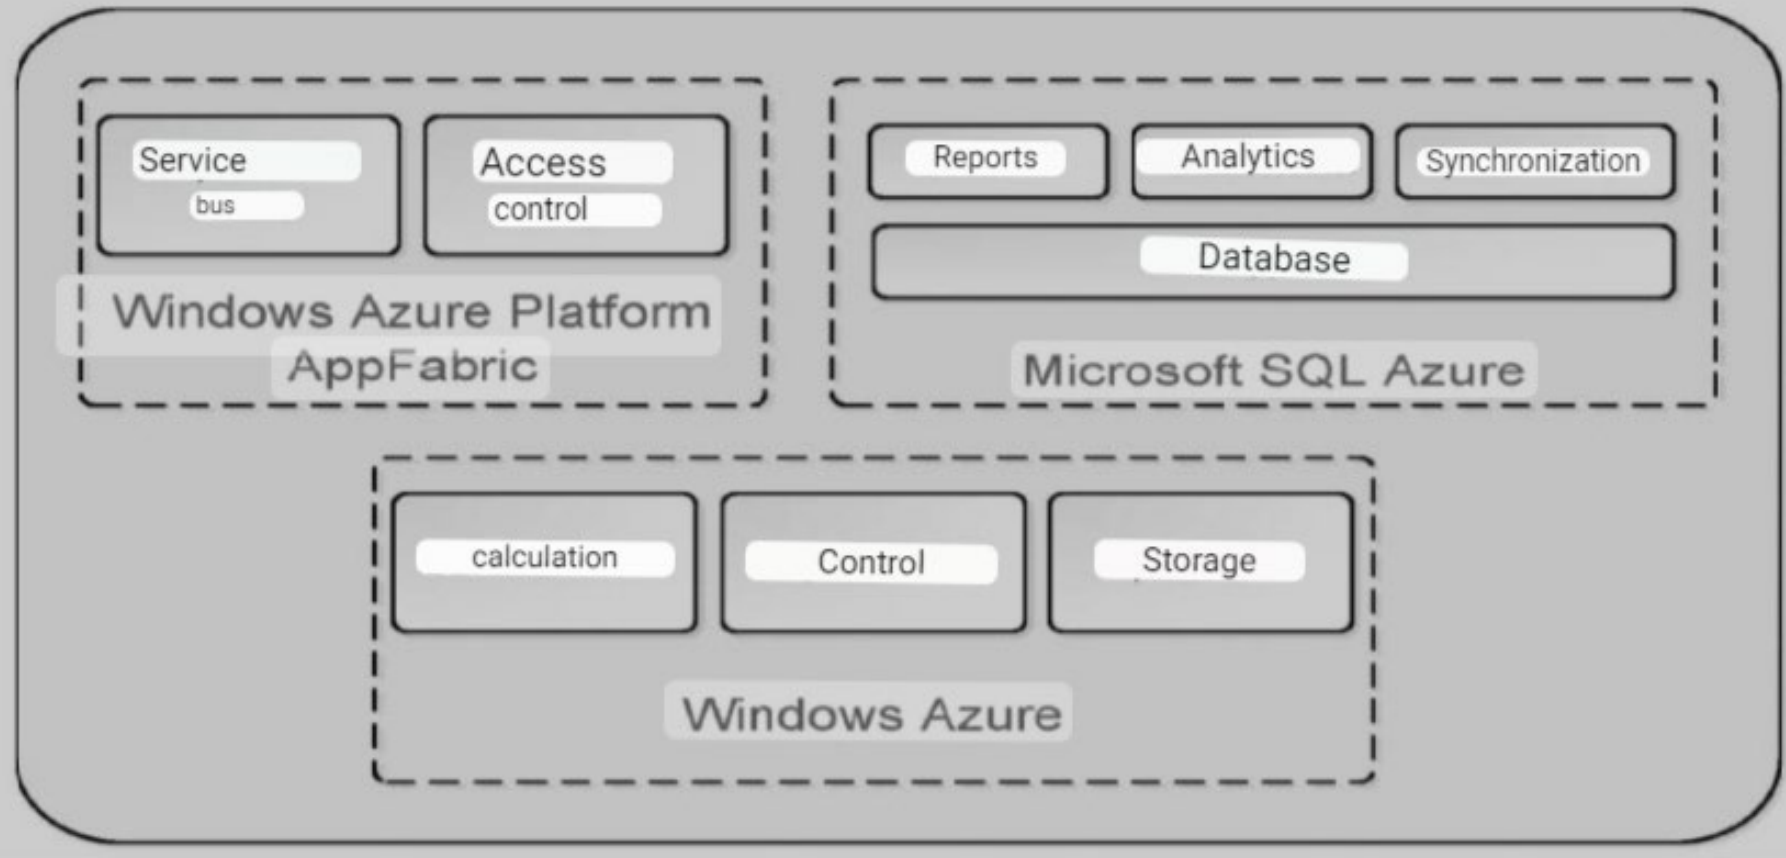 Service
bus
Access
control
Windows Azure Platform
AppFabric
Reports
Analytics
Synchronization
Database
Microsoft SQL Azure
calculation
Control
Storage
Windows Azure